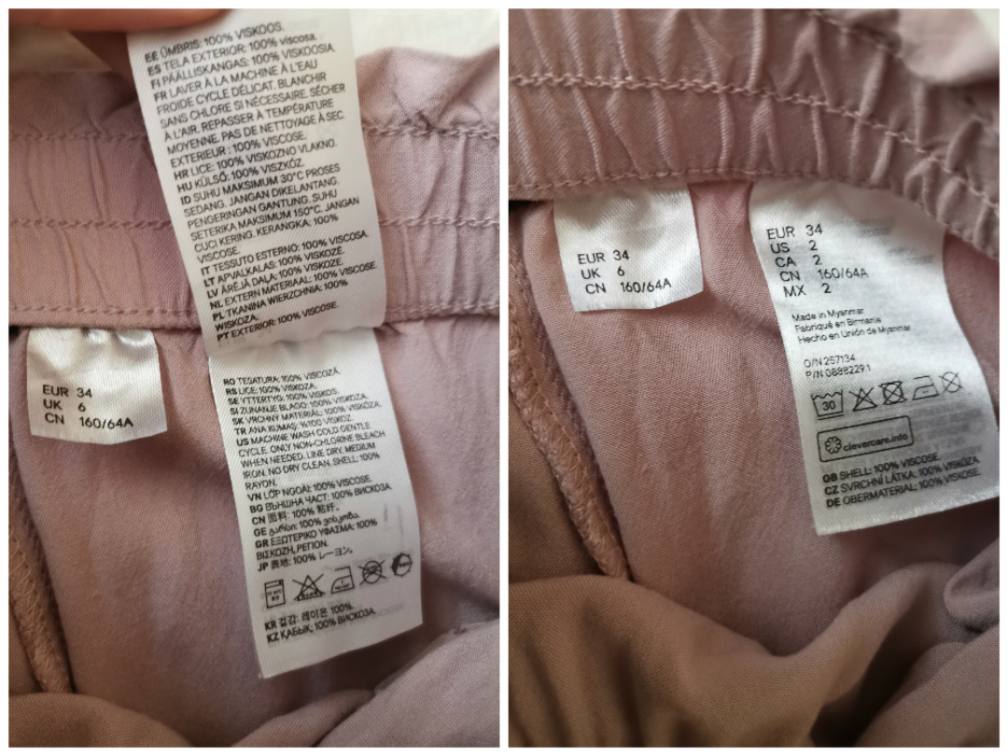 EE ÜMBRIS: 100% VISKOOS.
ES TELA EXTERIOR: 100% viscosa.
FI PÄÄLLISKANGAS: 100% VISKOOSIA.
FR LAVER À LA MACHINE À L'EAU
FROIDE CYCLE DÉLICAT. BLANCHIR
SANS CHLORE SI NÉCESSAIRE. SÉCHER
À L'AIR. REPASSER À TEMPÉRATURE
MOYENNE. PAS DE NETTOYAGE À SEC.
EXTERIEUR: 100% VISCOSE.
HR LICE: 100% VISKOZNO VLAKNO.
HU KÜLSŐ: 100% VISZKÓZ.
ID SUHU MAKSIMUM 30°C PROSES
SEDANG. JANGAN DIKELANTANG.
PENGERINGAN GANTUNG. SUHU
SETERIKA MAKSIMUM 150°C. JANGAN
CUCI KERING. KERANGKA: 100%
VISCOSE.
IT TESSUTO ESTERNO: 100% VISCOSA.
LT APVALKALAS: 100% VISKOZĖ.
LV ĀRĒJĀ DAĻA: 100% VISKOZE.
NL EXTERN MATERIAAL: 100% VISCOSE.
PL TKANINA WIERZCHNIA: 100%
WISKOZA.
PT EXTERIOR: 100% VISCOSE.
EUR 34
UK 6
CN 160/64A
RO ȚESĂTURĂ: 100% VISCOZĂ.
RS LICE: 100% VISKOZA.
SE YTTERTYG: 100% VISKOS.
SI ZUNANJE BLAGO: 100% VISKOZA.
SK VRCHNÝ MATERIÁL: 100% VISKÓZA.
TR ANA KUMAŞ: %100 VISKOZ.
US MACHINE WASH COLD GENTLE
CYCLE. ONLY NON-CHLORINE BLEACH
WHEN NEEDED. LINE DRY. MEDIUM
IRON. NO DRY CLEAN. SHELL: 100%
RAYON.
VN LỚP NGOÀI: 100% VISCOSE.
BG ВЪНШНА ЧАСТ: 100% ВИСКОЗА.
CN 面料: 100% 粘纤。
GE 100%
GR ΕΞΩΤΕΡΙΚΟ ΥΦΑΣΜΑ: 100%
ΒΙΣΚΟΖΗ, ΡΕΓΙΟΝ.
JP 表地: 100% レーヨン。
KR 겉감: 레이온 100%.
KZ ҚАБЫҚ: 100% ВИСКОЗА.
EUR 34
UK 6
CN 160/64A
EUR 34
US 2
CA 2
CN 160/64A
MX 2
Made in Myanmar
Fabriqué en Birmanie
Hecho en Unión de Myanmar
O/N 257134
P/N 08882291
30
clevercare.info
GB SHELL: 100% VISCOSE.
CZ SVRCHNÍ LÁTKA: 100% VISKÓZA.
DE OBERMATERIAL: 100% VISKOSE.